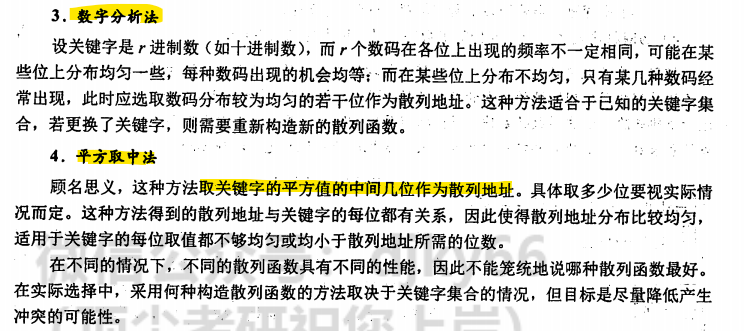 3．数字分析法
设关键字是 r 进制数（如十进制数），而 r 个数码在各位上出现的频率不一定相同，可能在某
些位上分布均匀一些，每种数码出现的机会均等；而在某些位上分布不均匀，只有某几种数码经
常出现，此时应选取数码分布较为均匀的若干位作为散列地址。这种方法适合于已知的关键字集
合，若更换了关键字，则需要重新构造新的散列函数。
4．平方取中法
顾名思义，这种方法取关键字的平方值的中间几位作为散列地址。具体取多少位要视实际情
况而定。这种方法得到的散列地址与关键字的每位都有关系，因此使得散列地址分布比较均匀，
适用于关键字的每位取值都不够均匀或均小于散列地址所需的位数。
在不同的情况下，不同的散列函数具有不同的性能，因此不能笼统地说哪种散列函数最好。
在实际选择中，采用何种构造散列函数的方法取决于关键字集合的情况，但目标是尽量降低产生
冲突的可能性。